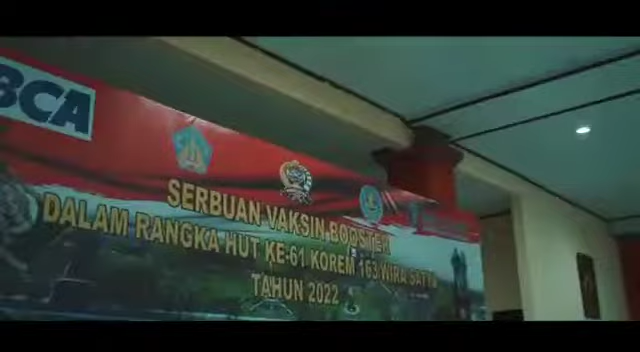 BCA
SERBUAN VAKSIN BOOSTER
DALAM RANGKA HUT KE-61 KOREM 163 WIRA SATYA
TAHUN 2022